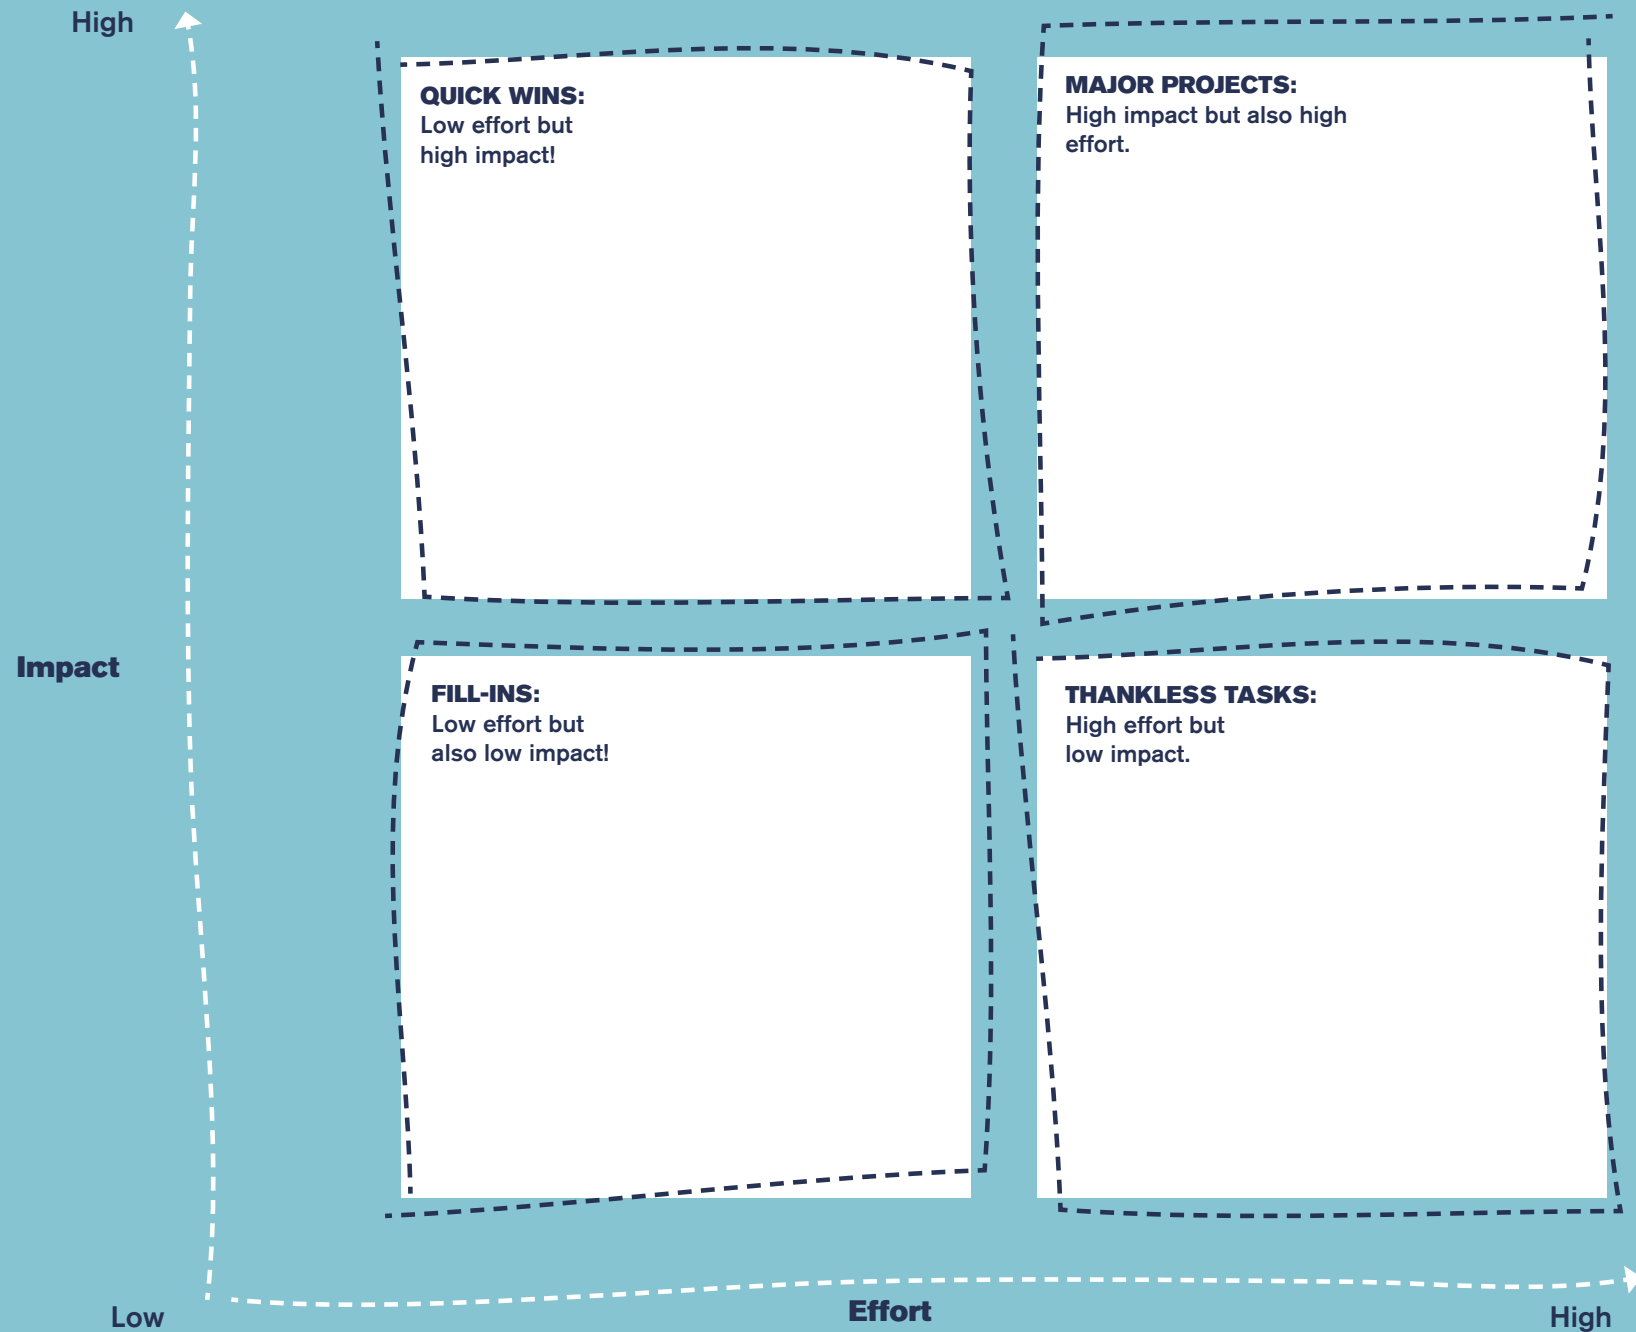 High
QUICK WINS:
Low effort but
high impact!
MAJOR PROJECTS:
High impact but also high
effort.
Impact
FILL-INS:
Low effort but
also low impact!
THANKLESS TASKS:
High effort but
low impact.
Low
Effort
High